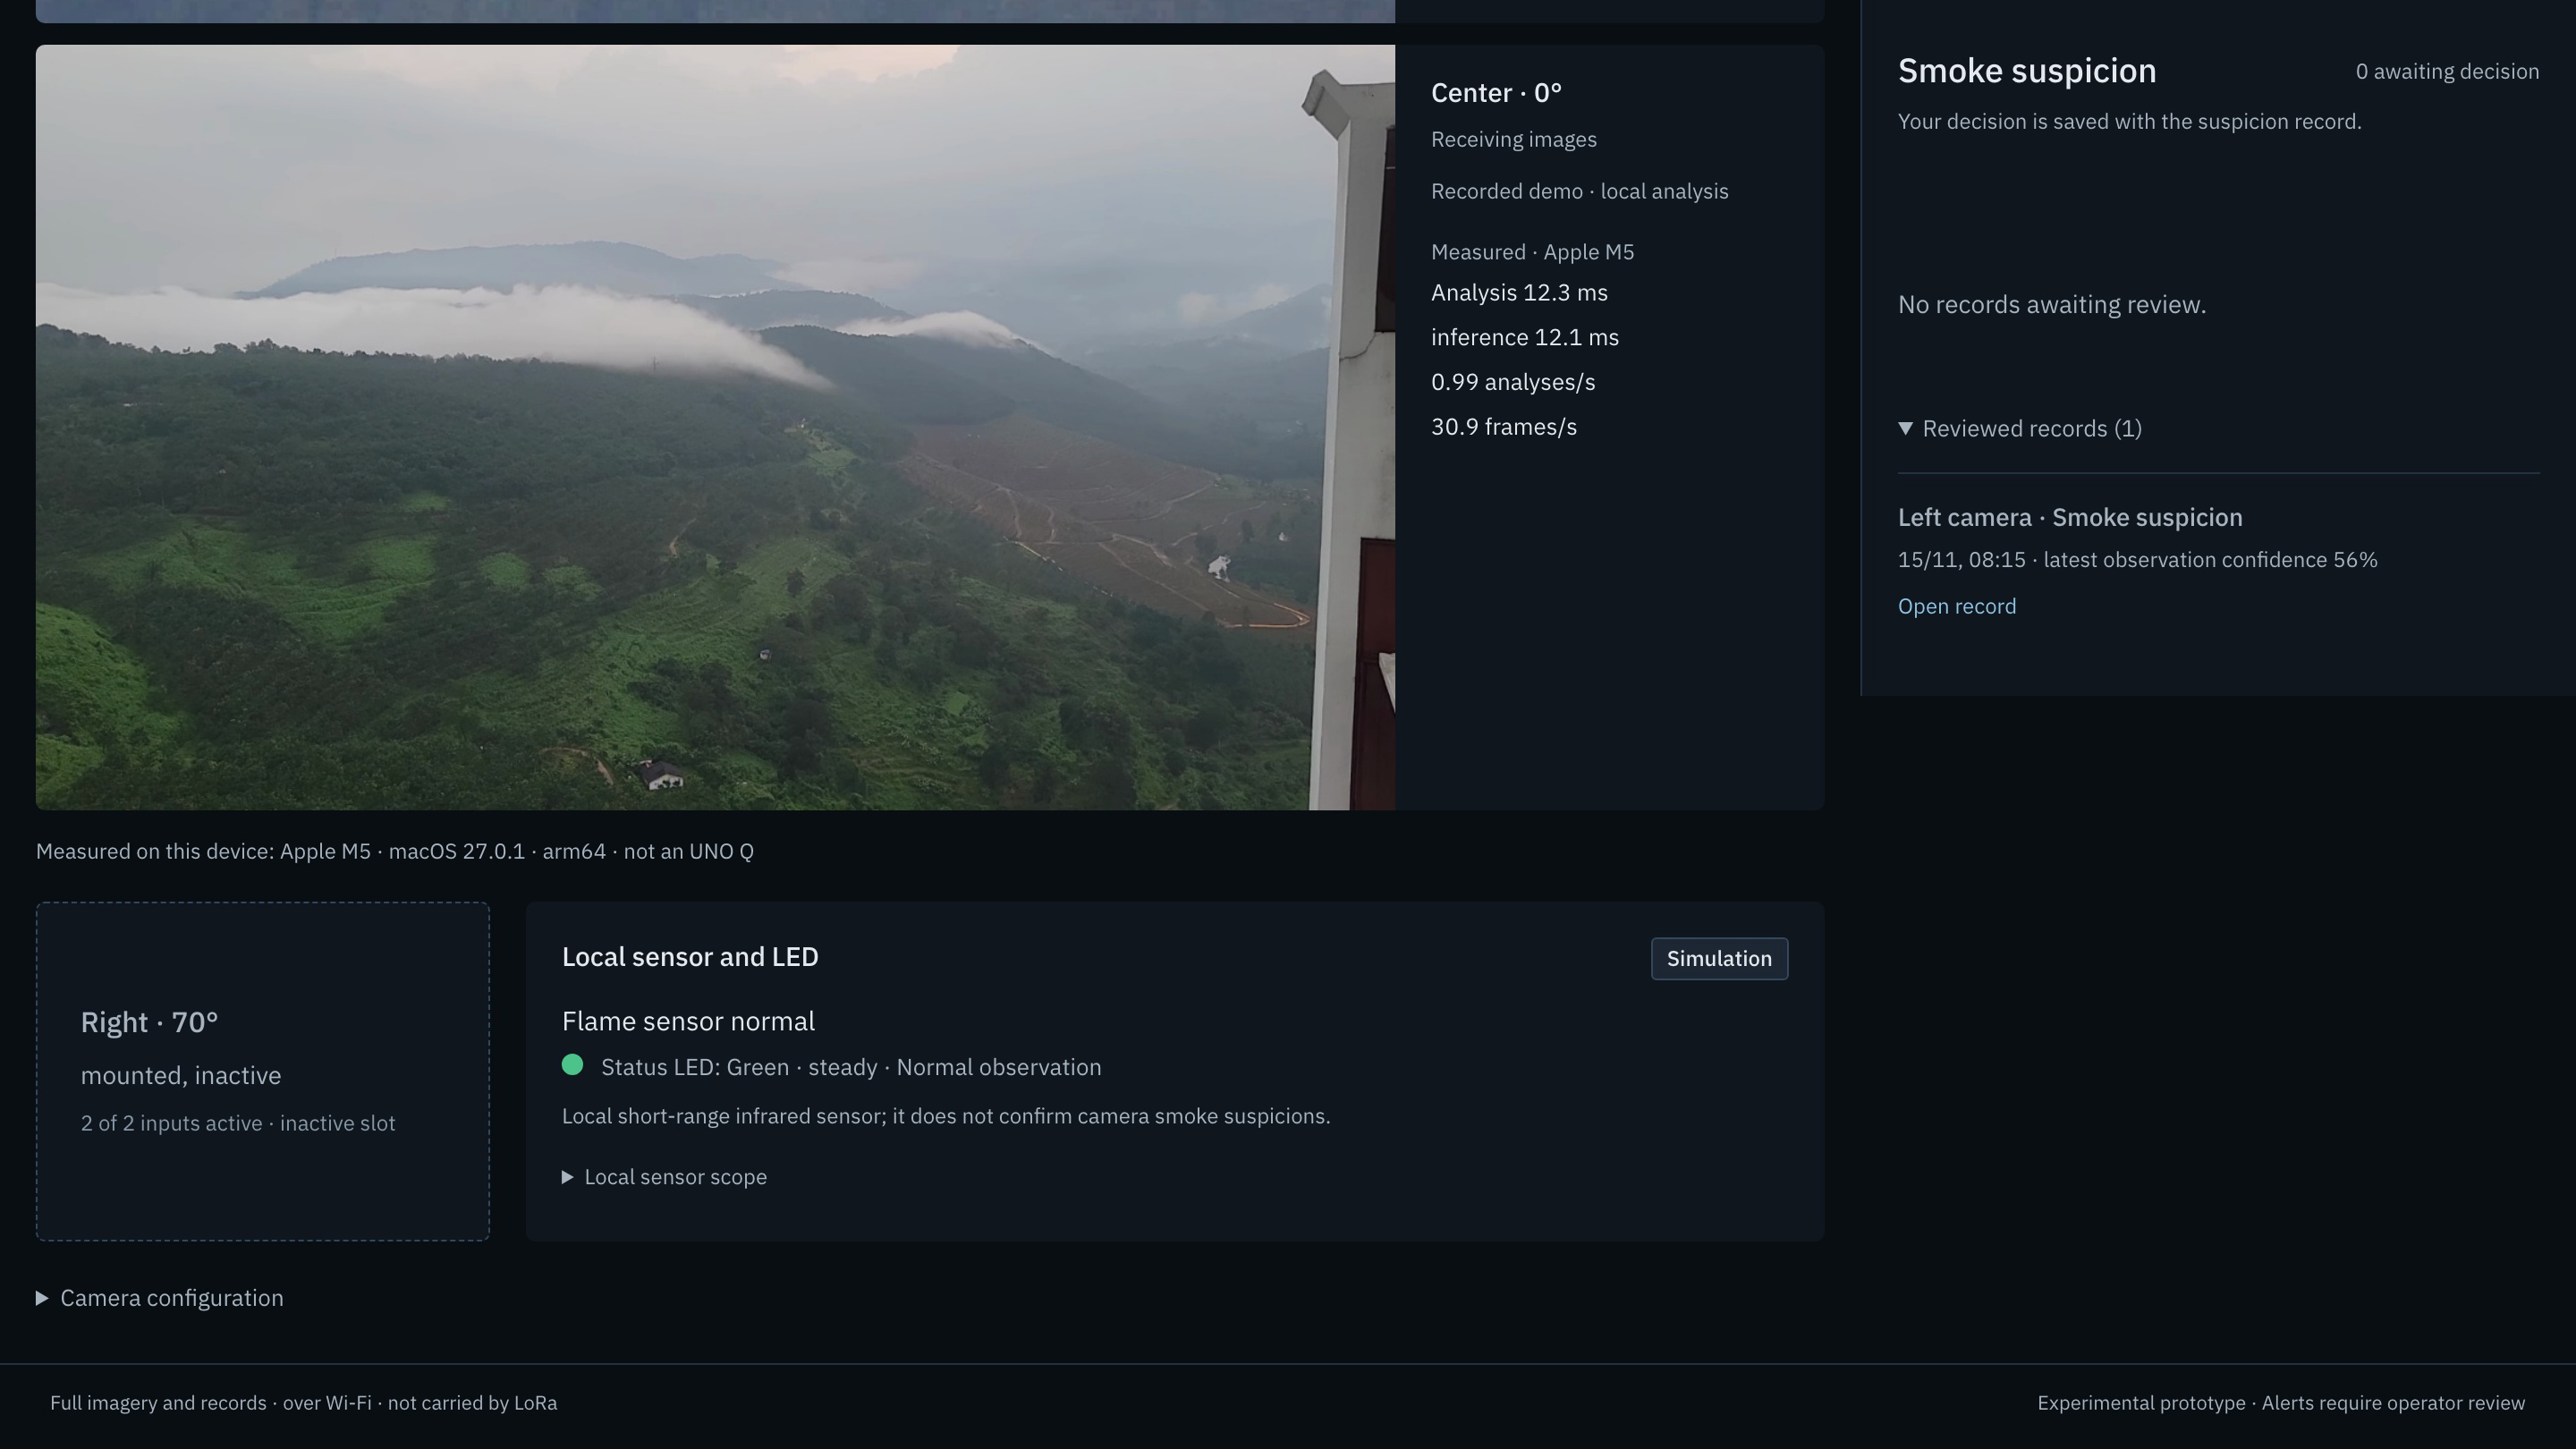 Center · 0°
Receiving images
Recorded demo · local analysis
Measured · Apple M5
Analysis 12.3 ms
inference 12.1 ms
0.99 analyses/s
30.9 frames/s
Measured on this device: Apple M5 · macOS 27.0.1 · arm64 · not an UNO Q
Right · 70°
mounted, inactive
2 of 2 inputs active · inactive slot
Local sensor and LED
Simulation
Flame sensor normal
Status LED: Green · steady · Normal observation
Local short-range infrared sensor; it does not confirm camera smoke suspicions.
Local sensor scope
Camera configuration
Smoke suspicion
0 awaiting decision
Your decision is saved with the suspicion record.
No records awaiting review.
Reviewed records (1)
Left camera · Smoke suspicion
15/11, 08:15 · latest observation confidence 56%
Open record
Full imagery and records · over Wi-Fi · not carried by LoRa
Experimental prototype · Alerts require operator review